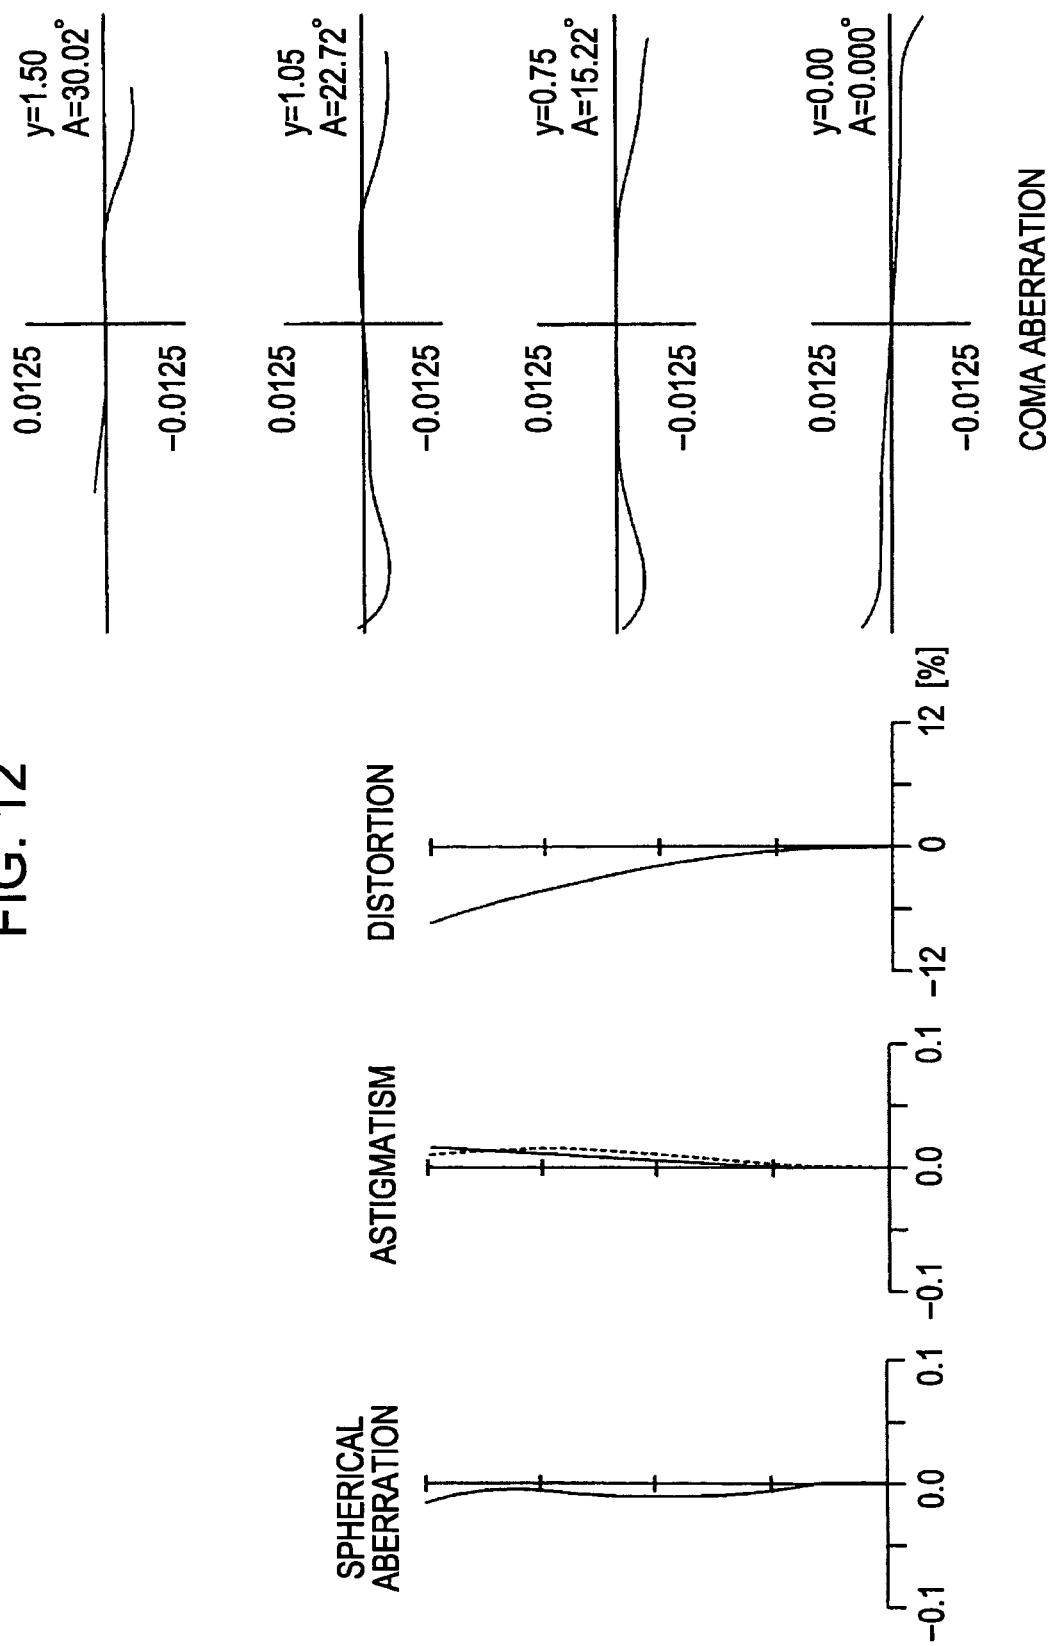 FIG. 12
SPHERICAL
ABERRATION
-0.1
0.0
0.1
ASTIGMATISM
-0.1
0.0
0.1
DISTORTION
-12
0
12 [%]
0.0125
-0.0125
y=1.50
A=30.02°
0.0125
-0.0125
y=1.05
A=22.72°
0.0125
-0.0125
y=0.75
A=15.22°
0.0125
-0.0125
y=0.00
A=0.000°
COMA ABERRATION